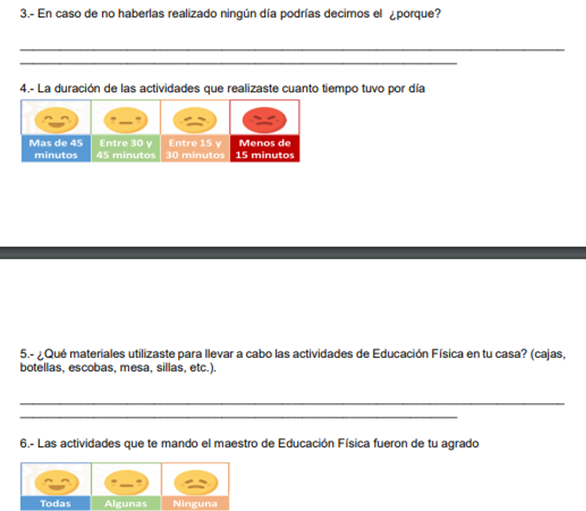 3.- En caso de no haberlas realizado ningún día podrías decirnos el ¿porque?
4.- La duración de las actividades que realizaste cuanto tiempo tuvo por día
Mas de 45 minutos
Entre 30 y 45 minutos
Entre 15 y 30 minutos
Menos de 15 minutos
5.- ¿Qué materiales utilizaste para llevar a cabo las actividades de Educación Física en tu casa? (cajas,
botellas, escobas, mesa, sillas, etc.).
6.- Las actividades que te mando el maestro de Educación Física fueron de tu agrado
Todas
Algunas
Ninguna